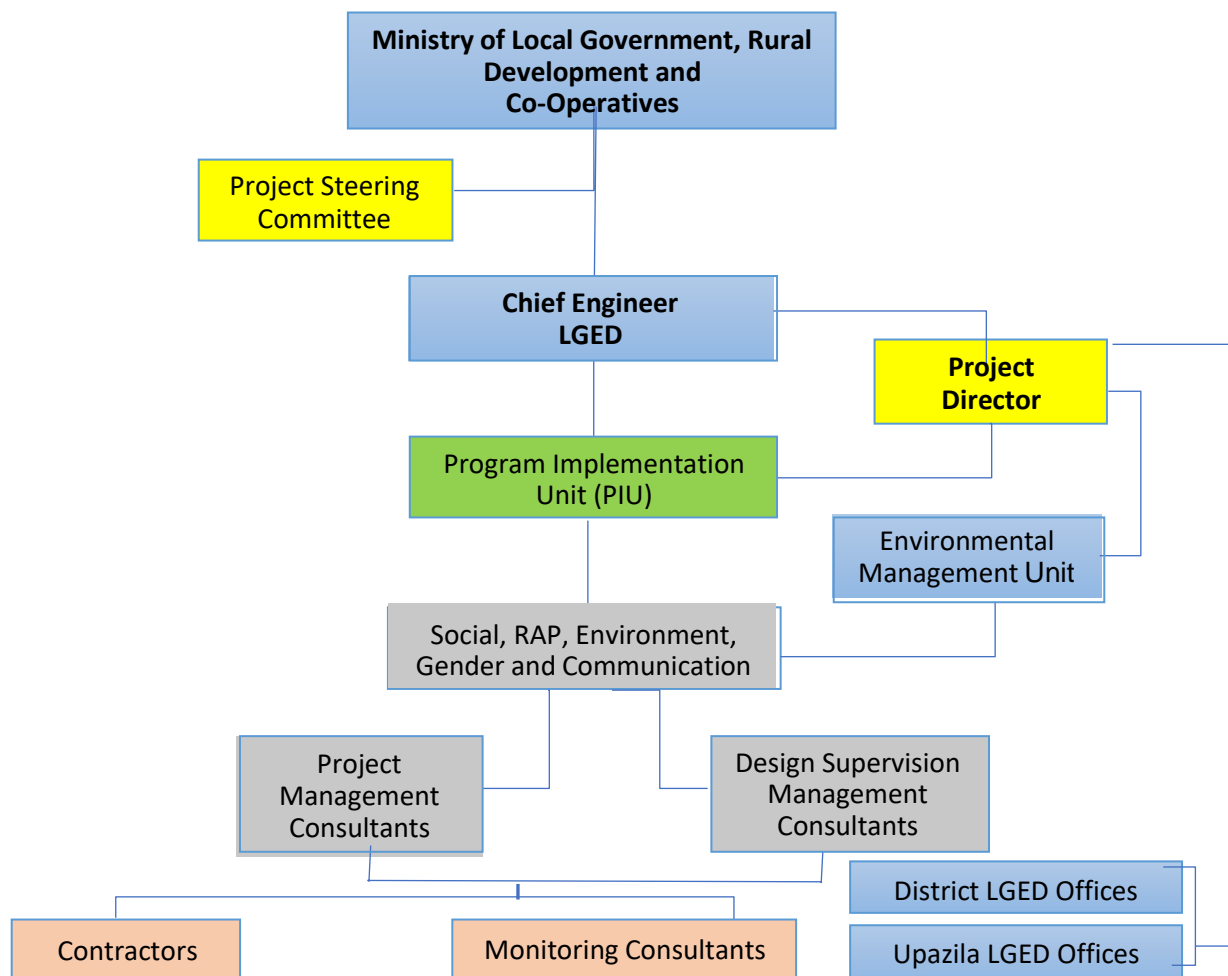 Ministry of Local Government, Rural
Development and
Co-Operatives
Project Steering
Committee
Chief Engineer
LGED
Project
Director
Program Implementation
Unit (PIU)
Environmental
Management Unit
Social, RAP, Environment,
Gender and Communication
Project
Management
Consultants
Design Supervision
Management
Consultants
District LGED Offices
Contractors
Monitoring Consultants
Upazila LGED Offices